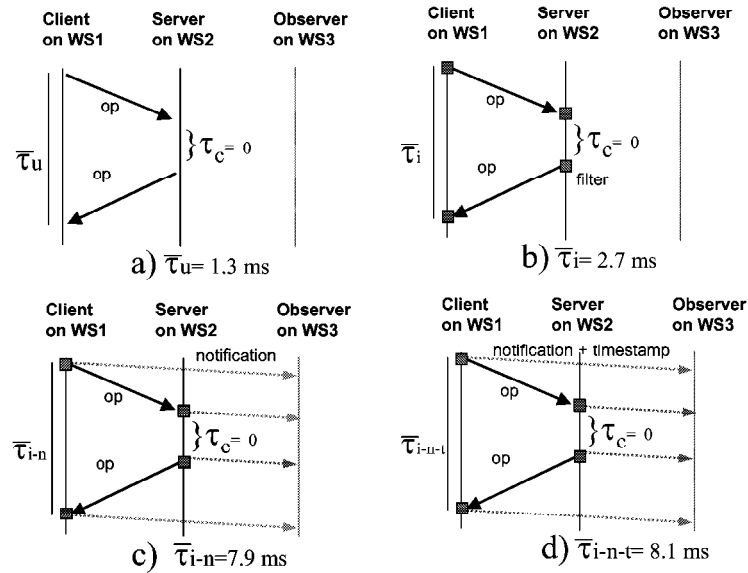 Client on WS1
Server on WS2
Observer on WS3
op
τ̅u
} τc = 0
op
a) τ̅u= 1.3 ms
Client on WS1
Server on WS2
Observer on WS3
op
τ̅i
} τc = 0
op
filter
b) τ̅i= 2.7 ms
Client on WS1
Server on WS2
Observer on WS3
notification
op
τ̅i-n
} τc = 0
op
c) τ̅i-n=7.9 ms
Client on WS1
Server on WS2
Observer on WS3
notification + timestamp
op
τ̅i-n-t
} τc = 0
op
d) τ̅i-n-t= 8.1 ms